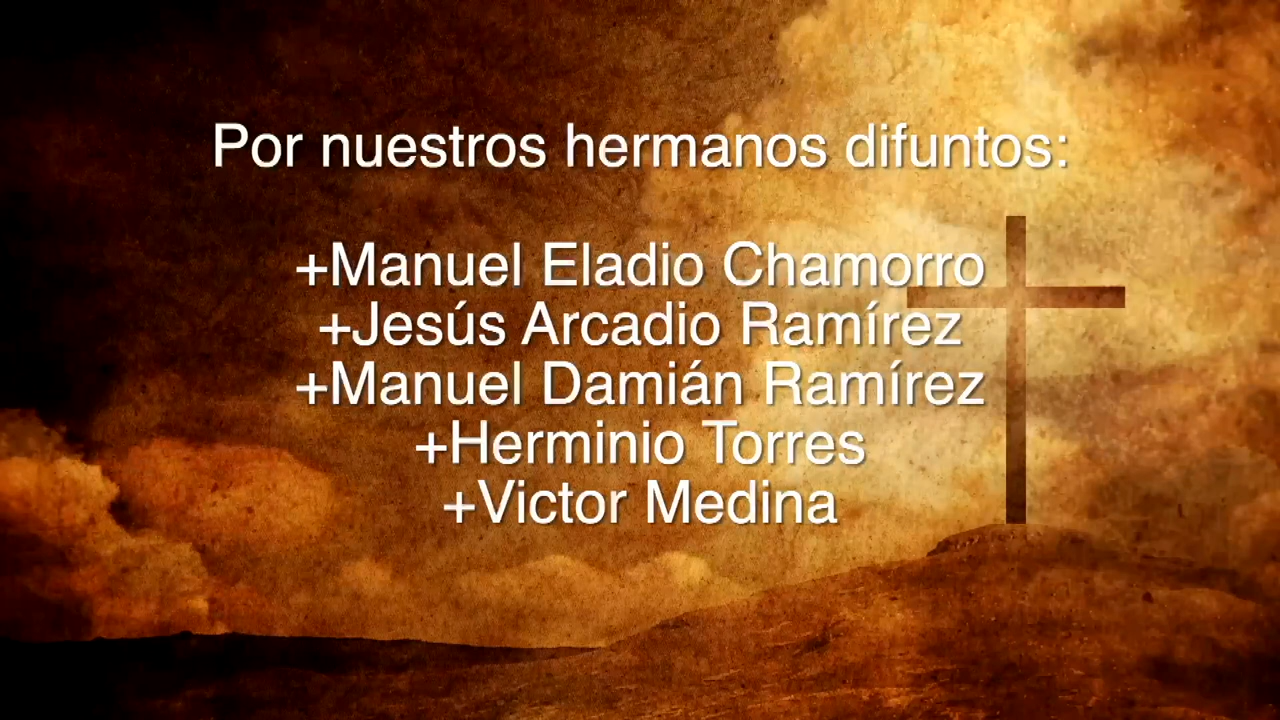 Por nuestros hermanos difuntos:
+Manuel Eladio Chamorro
+Jesús Arcadio Ramírez
+Manuel Damián Ramírez
+Herminio Torres
+Victor Medina